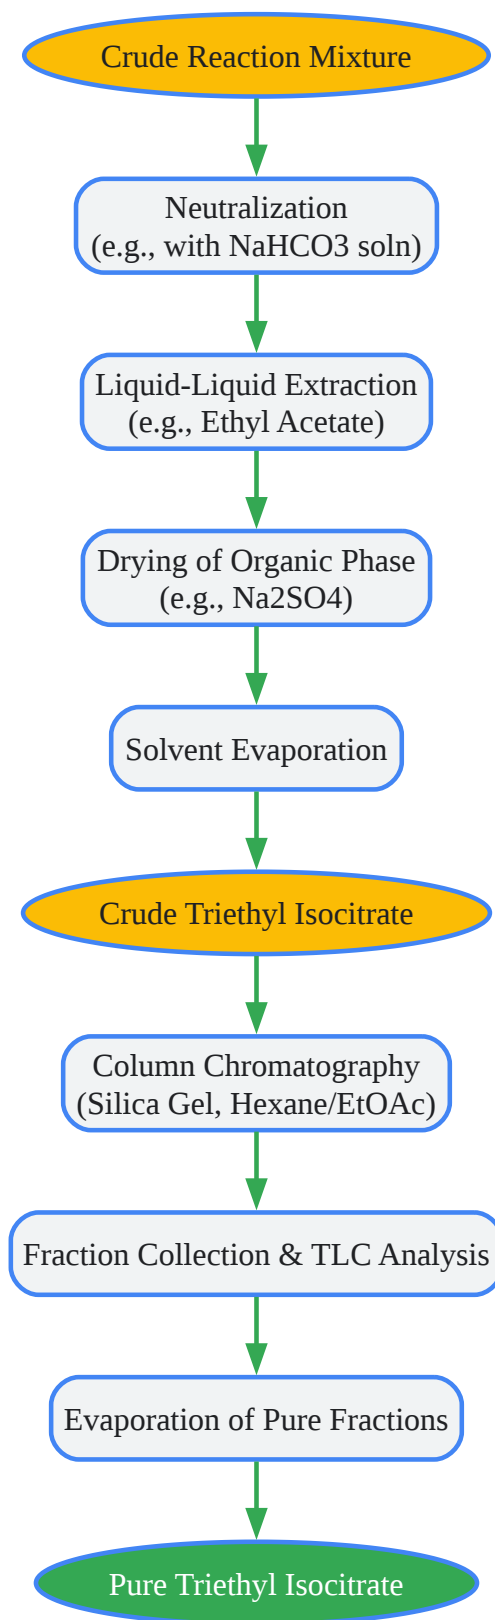 Crude Reaction Mixture
Neutralization
(e.g., with NaHCO3 soln)
Liquid-Liquid Extraction
(e.g., Ethyl Acetate)
Drying of Organic Phase
(e.g., Na2SO4)
Solvent Evaporation
Crude Triethyl Isocitrate
Column Chromatography
(Silica Gel, Hexane/EtOAc)
Fraction Collection & TLC Analysis
Evaporation of Pure Fractions
Pure Triethyl Isocitrate